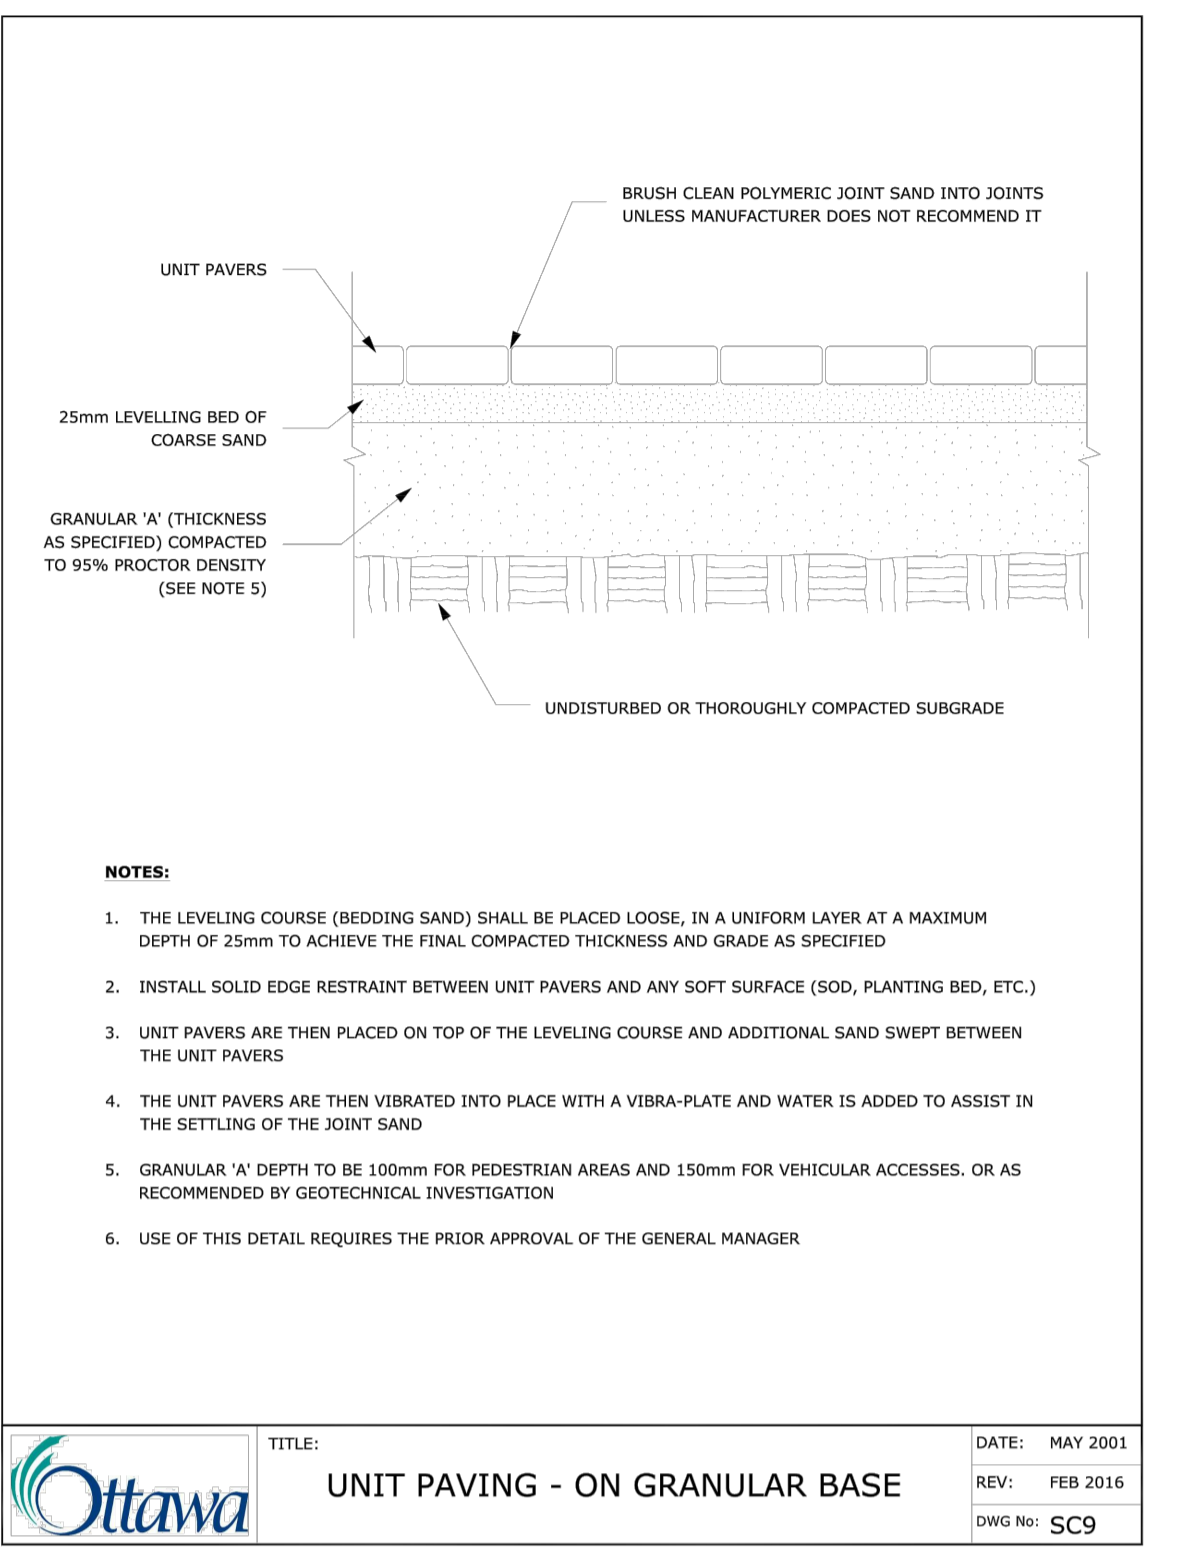 BRUSH CLEAN POLYMERIC JOINT SAND INTO JOINTS
UNLESS MANUFACTURER DOES NOT RECOMMEND IT
UNIT PAVERS
25mm LEVELLING BED OF
COARSE SAND
GRANULAR 'A' (THICKNESS
AS SPECIFIED) COMPACTED
TO 95% PROCTOR DENSITY
(SEE NOTE 5)
UNDISTURBED OR THOROUGHLY COMPACTED SUBGRADE
NOTES:
1. THE LEVELING COURSE (BEDDING SAND) SHALL BE PLACED LOOSE, IN A UNIFORM LAYER AT A MAXIMUM
DEPTH OF 25mm TO ACHIEVE THE FINAL COMPACTED THICKNESS AND GRADE AS SPECIFIED
2. INSTALL SOLID EDGE RESTRAINT BETWEEN UNIT PAVERS AND ANY SOFT SURFACE (SOD, PLANTING BED, ETC.)
3. UNIT PAVERS ARE THEN PLACED ON TOP OF THE LEVELING COURSE AND ADDITIONAL SAND SWEPT BETWEEN
THE UNIT PAVERS
4. THE UNIT PAVERS ARE THEN VIBRATED INTO PLACE WITH A VIBRA-PLATE AND WATER IS ADDED TO ASSIST IN
THE SETTLING OF THE JOINT SAND
5. GRANULAR 'A' DEPTH TO BE 100mm FOR PEDESTRIAN AREAS AND 150mm FOR VEHICULAR ACCESSES. OR AS
RECOMMENDED BY GEOTECHNICAL INVESTIGATION
6. USE OF THIS DETAIL REQUIRES THE PRIOR APPROVAL OF THE GENERAL MANAGER
Ottawa
TITLE:
UNIT PAVING - ON GRANULAR BASE
DATE: MAY 2001
REV: FEB 2016
DWG No: SC9